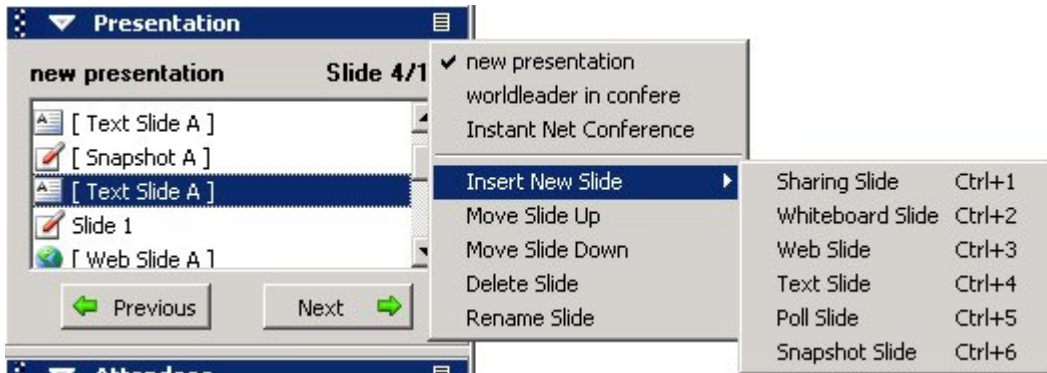 Presentation
new presentation Slide 4/1
[ Text Slide A ]
[ Snapshot A ]
[ Text Slide A ]
Slide 1
[ Web Slide A ]
Previous Next
new presentation
worldleader in confere
Instant Net Conference
Insert New Slide
Move Slide Up
Move Slide Down
Delete Slide
Rename Slide
Sharing Slide Ctrl+1
Whiteboard Slide Ctrl+2
Web Slide Ctrl+3
Text Slide Ctrl+4
Poll Slide Ctrl+5
Snapshot Slide Ctrl+6
Attendees